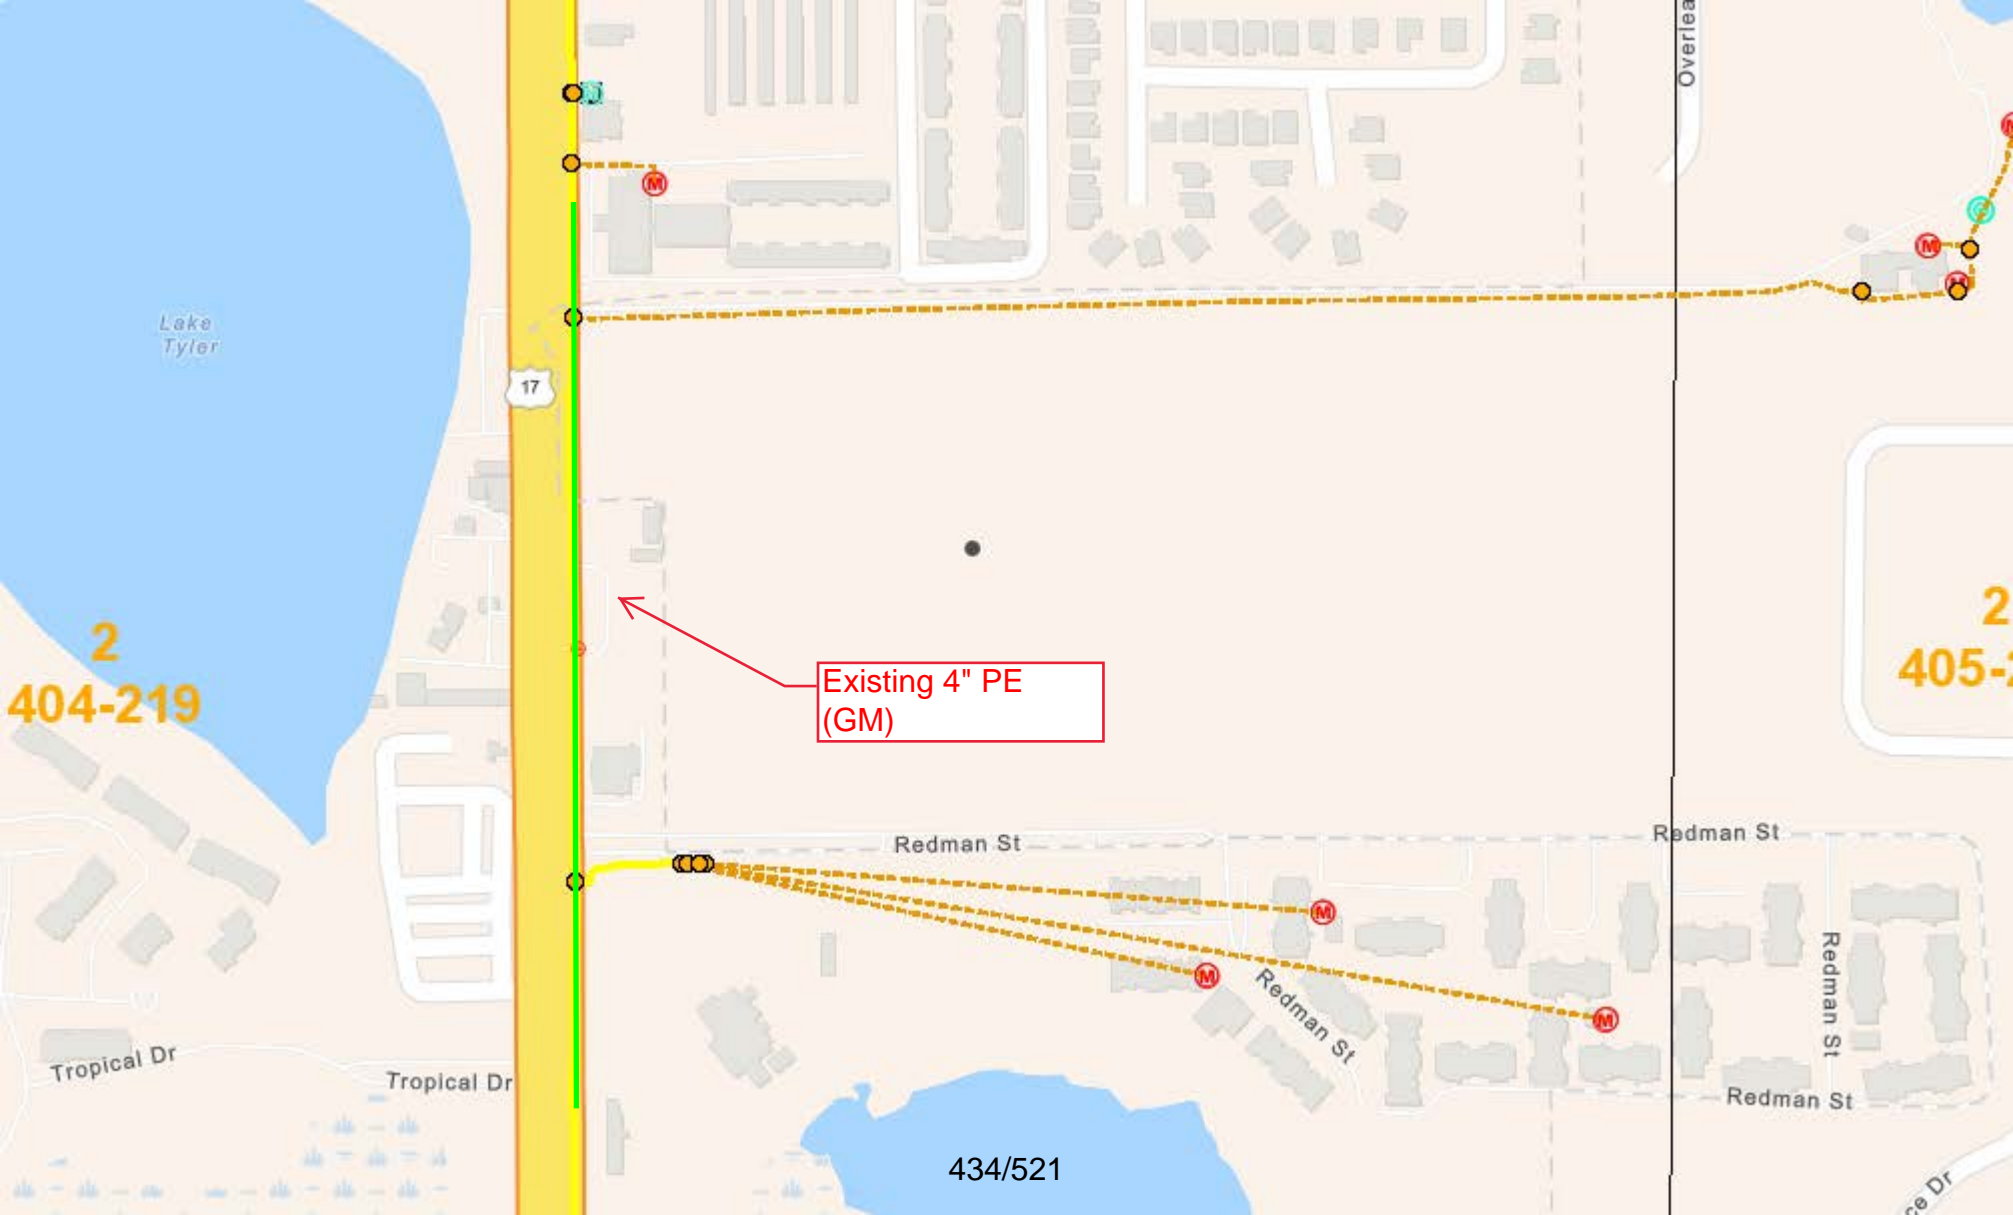 Overlea
M
M
M
M
Lake
Tyler
17
2
404-219
2
405-
Existing 4" PE
(GM)
Redman St
Redman St
M
M
M
Redman St
Redman St
Redman St
Tropical Dr
Tropical Dr
434/521
ce Dr